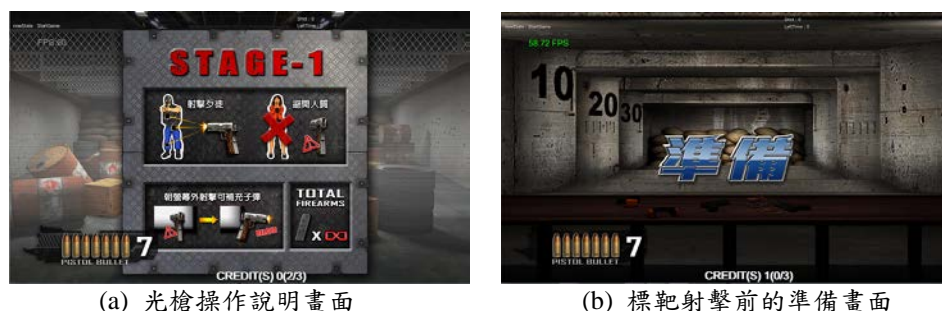 FPS:60
STAGE-1
射擊歹徒
避開人質
朝螢幕外射擊可補充子彈
TOTAL
FIREARMS
X ∞
7
PISTOL BULLET
CREDIT(S) 0(2/3)
(a) 光槍操作說明畫面
58.72 FPS
10
20
30
準備
7
PISTOL BULLET
CREDIT(S) 1(0/3)
(b) 標靶射擊前的準備畫面